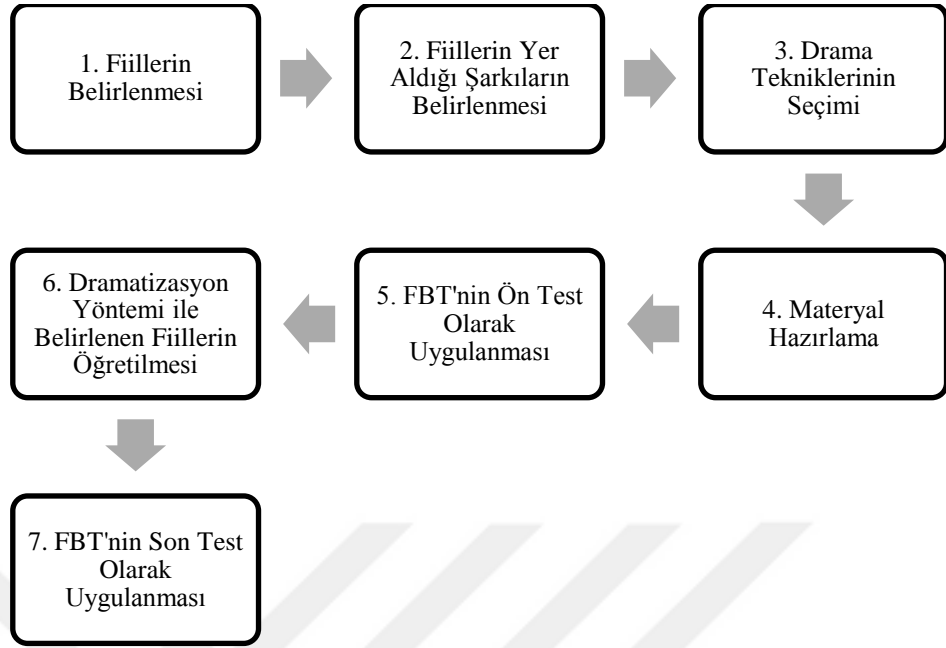 1. Fiillerin
Belirlenmesi
2. Fiillerin Yer
Aldığı Şarkıların
Belirlenmesi
3. Drama
Tekniklerinin
Seçimi
4. Materyal
Hazırlama
5. FBT'nin Ön Test
Olarak
Uygulanması
6. Dramatizasyon
Yöntemi ile
Belirlenen Fiillerin
Öğretilmesi
7. FBT'nin Son Test
Olarak
Uygulanması